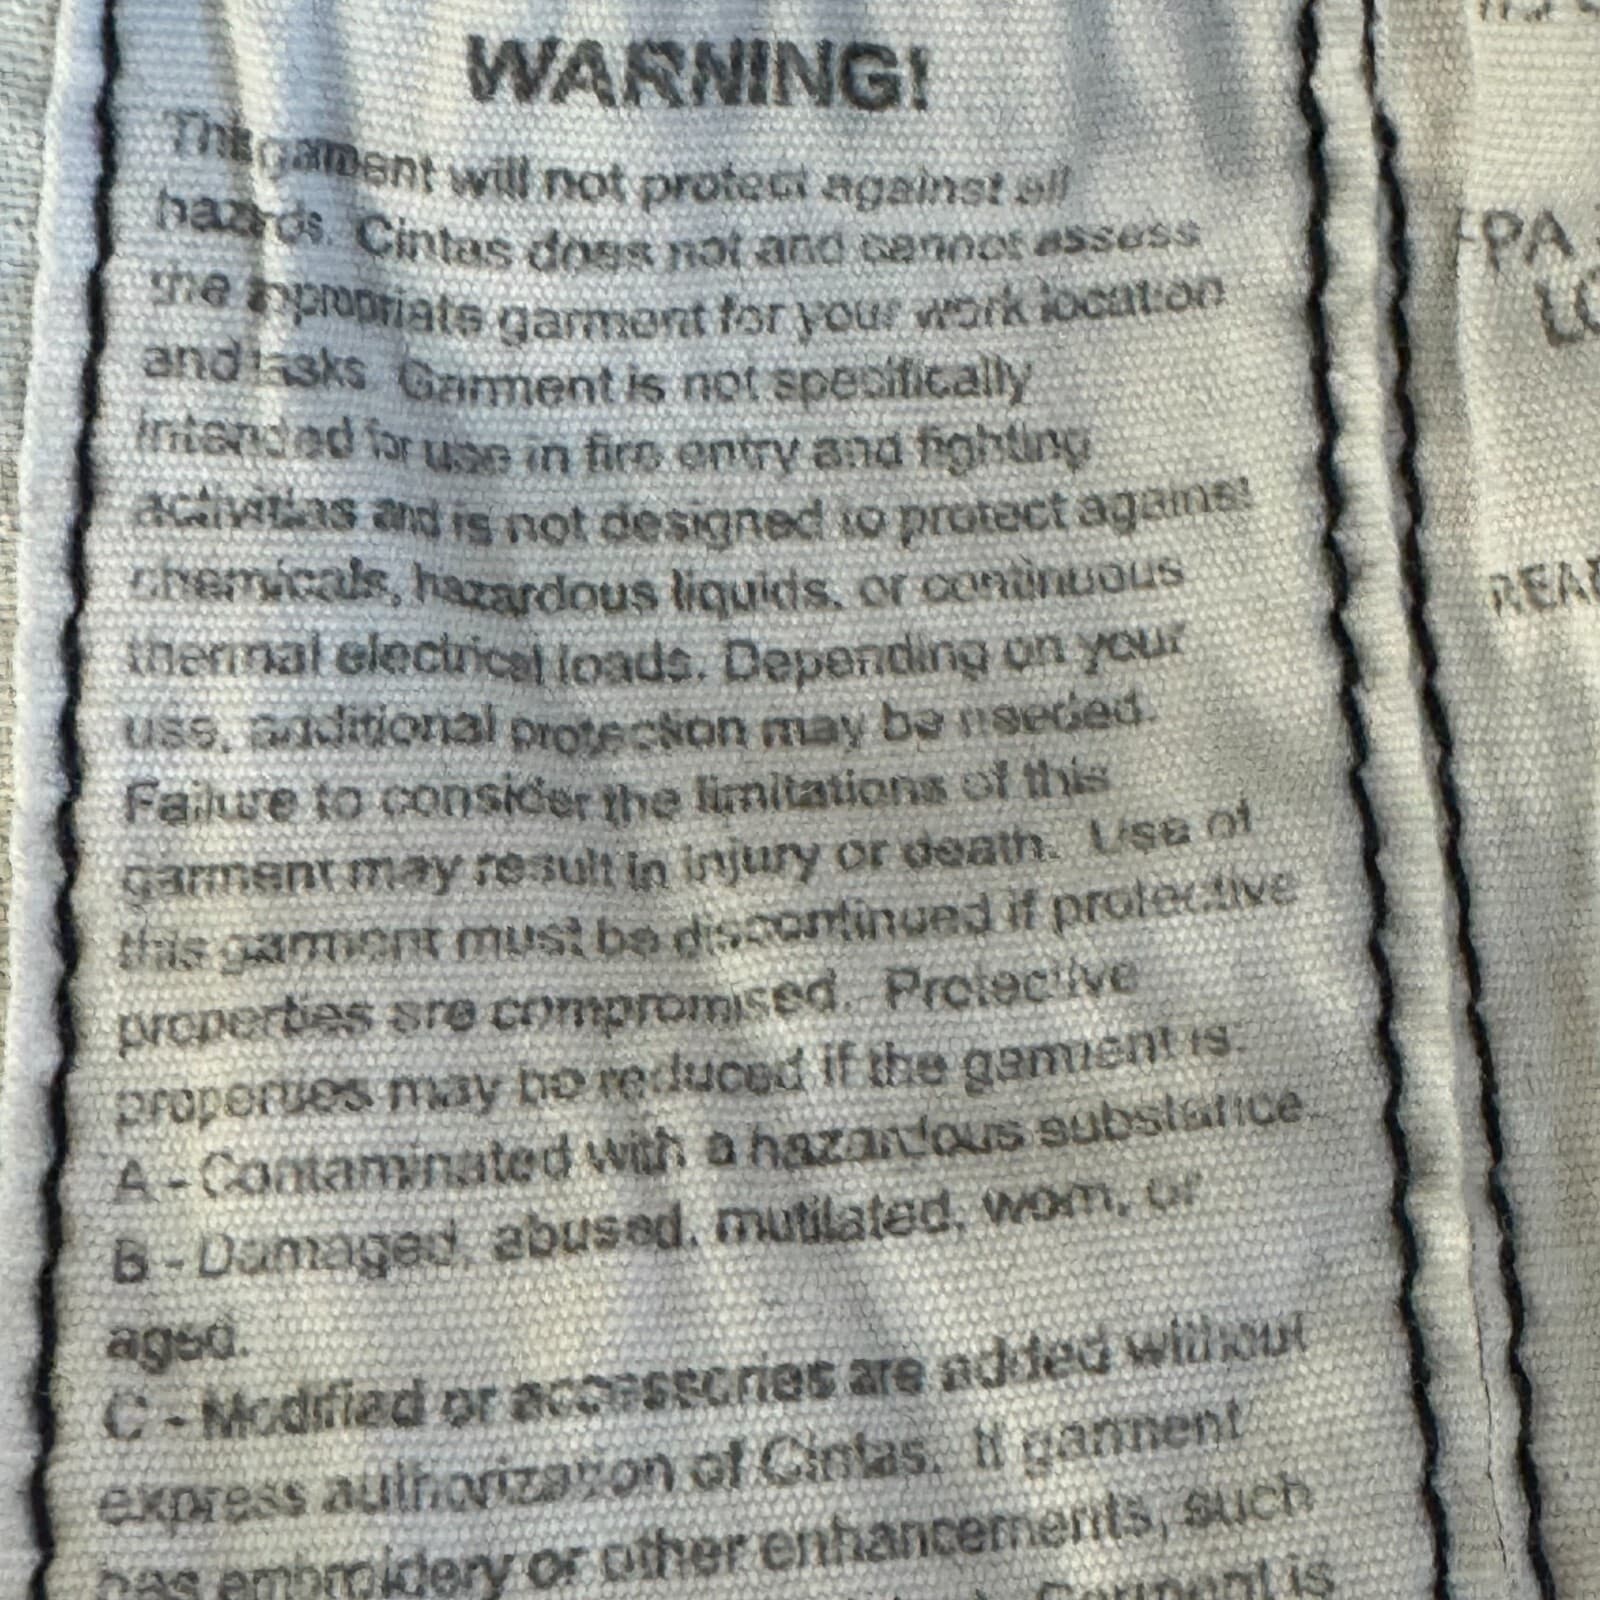 WARNING!
This garment will not protect against all
hazards. Cintas does not and cannot assess
the appropriate garment for your work location
and tasks. Garment is not specifically
intended for use in fire entry and fighting
activities and is not designed to protect against
chemicals, hazardous liquids, or continuous
thermal electrical loads. Depending on your
use, additional protection may be needed.
Failure to consider the limitations of this
garment may result in injury or death. Use of
this garment must be discontinued if protective
properties are compromised. Protective
properties may be reduced if the garment is:
A - Contaminated with a hazardous substance
B - Damaged, abused, mutilated, worn, or
aged.
C - Modified or accessories are added without
express authorization of Cintas. If garment
has embroidery or other enhancements, such
Garment is